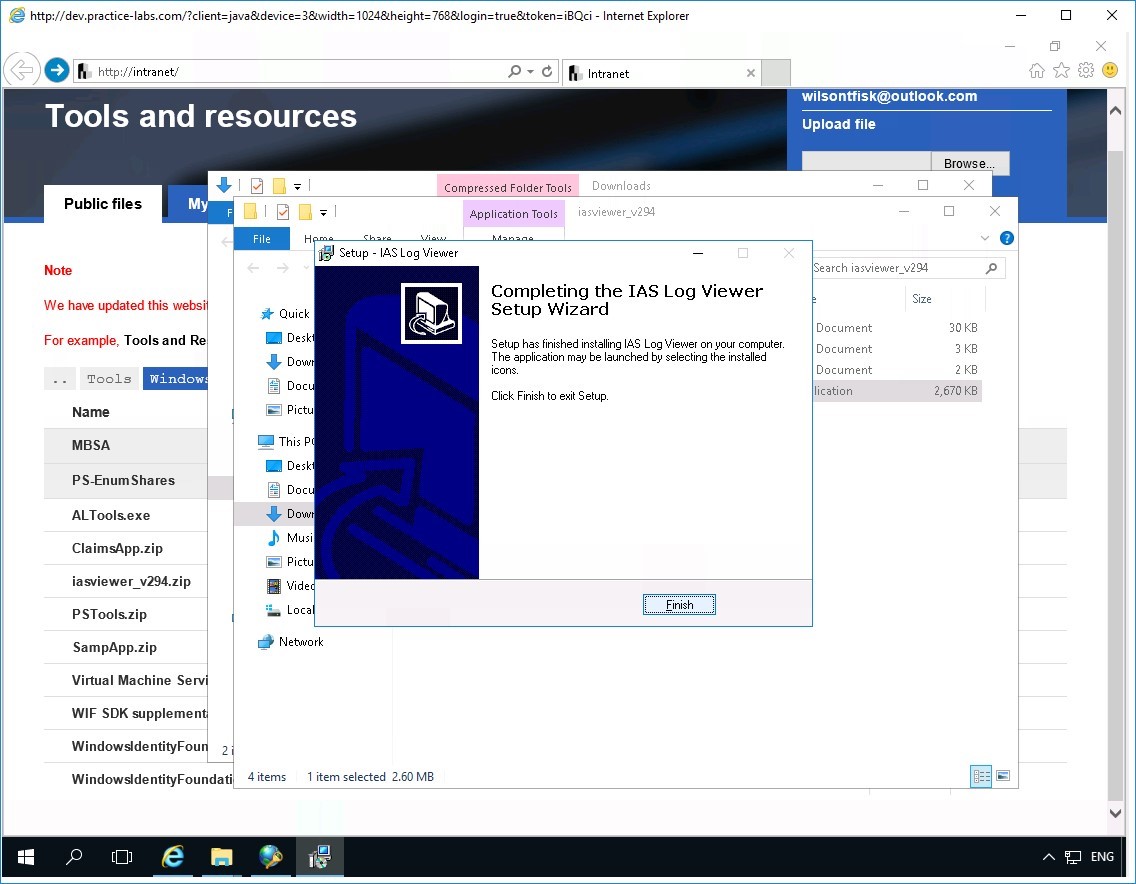 http://dev.practice-labs.com/?client=java&device=3&width=1024&height=768&login=true&token=iBQci - Internet Explorer
http://intranet/
Intranet
Tools and resources
wilsontfisk@outlook.com
Upload file
Browse...
Public files
My
Compressed Folder Tools
Downloads
F
Application Tools
iasviewer_v294
File
Home
Share
View
Manage
Note
We have updated this websit
For example, Tools and Re
..
Tools
Windows
Name
MBSA
PS-EnumShares
ALTools.exe
ClaimsApp.zip
iasviewer_v294.zip
PSTools.zip
SampApp.zip
Virtual Machine Servi
WIF SDK supplementa
WindowsIdentityFoun
WindowsIdentityFoundati
Search iasviewer_v294
Size
Document
30 KB
Document
3 KB
Document
2 KB
lication
2,670 KB
Quick
Deskt
Down
Docu
Pictu
This PC
Deskt
Docu
Down
Musi
Pictu
Video
Local
Network
Setup - IAS Log Viewer
Completing the IAS Log Viewer
Setup Wizard
Setup has finished installing IAS Log Viewer on your computer.
The application may be launched by selecting the installed
icons.
Click Finish to exit Setup.
Finish
2 i
4 items
1 item selected 2.60 MB
ENG